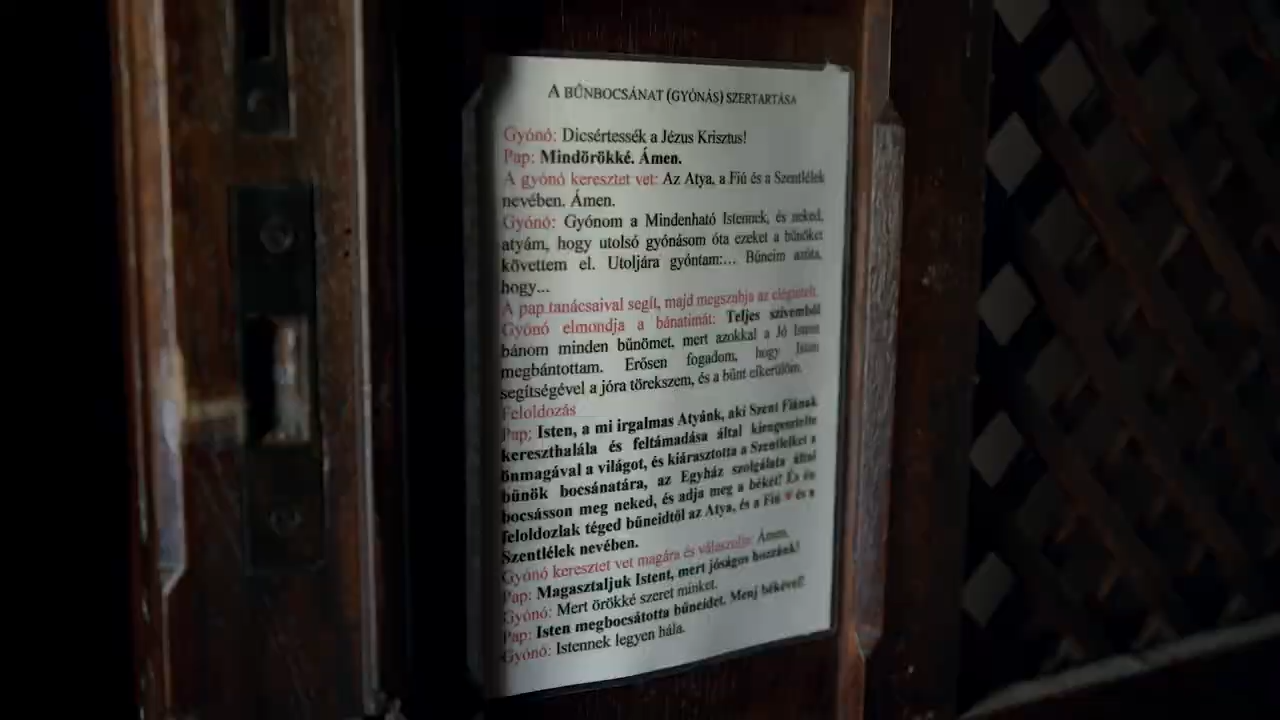 A BŰNBOCSÁNAT (GYÓNÁS) SZERTARTÁSA
Gyónó: Dicsértessék a Jézus Krisztus!
Pap: Mindörökké. Ámen.
A gyónó keresztet vet: Az Atya, a Fiú és a Szentlélek
nevében. Ámen.
Gyónó: Gyónom a Mindenható Istennek, és neked,
atyám, hogy utolsó gyónásom óta ezeket a bűnöket
követtem el. Utoljára gyóntam:... Bűneim azóta,
hogy...
A pap tanácsaival segít, majd megszabja az elégtételt.
Gyónó elmondja a bánatimát: Teljes szívemből
bánom minden bűnömet, mert azokkal a Jó Istent
megbántottam. Erősen fogadom, hogy Isten
segítségével a jóra törekszem, és a bűnt elkerülöm.
Feloldozás
Pap: Isten, a mi irgalmas Atyánk, aki Szent Fiának
kereszthalála és feltámadása által kiengesztelte
önmagával a világot, és kiárasztotta a Szentlelket a
bűnök bocsánatára, az Egyház szolgálata által
bocsásson meg neked, és adja meg a békét! És én
feloldozlak téged bűneidtől az Atya, és a Fiú ✠ és a
Szentlélek nevében.
Gyónó keresztet vet magára és válaszolja: Ámen.
Pap: Magasztaljuk Istent, mert jóságos hozzánk!
Gyónó: Mert örökké szeret minket.
Pap: Isten megbocsátotta bűneidet. Menj békével!
Gyónó: Istennek legyen hála.